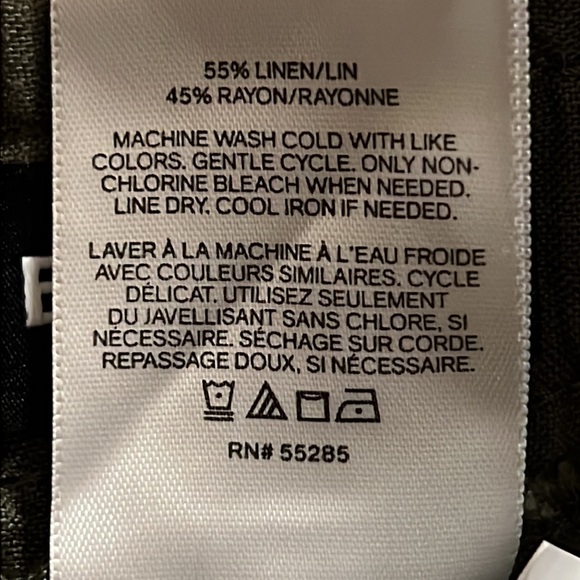 55% LINEN/LIN
45% RAYON/RAYONNE
MACHINE WASH COLD WITH LIKE
COLORS. GENTLE CYCLE. ONLY NON-
CHLORINE BLEACH WHEN NEEDED.
LINE DRY. COOL IRON IF NEEDED.
LAVER À LA MACHINE À L'EAU FROIDE
AVEC COULEURS SIMILAIRES. CYCLE
DÉLICAT. UTILISEZ SEULEMENT
DU JAVELLISANT SANS CHLORE, SI
NÉCESSAIRE. SÉCHAGE SUR CORDE.
REPASSAGE DOUX, SI NÉCESSAIRE.
RN# 55285